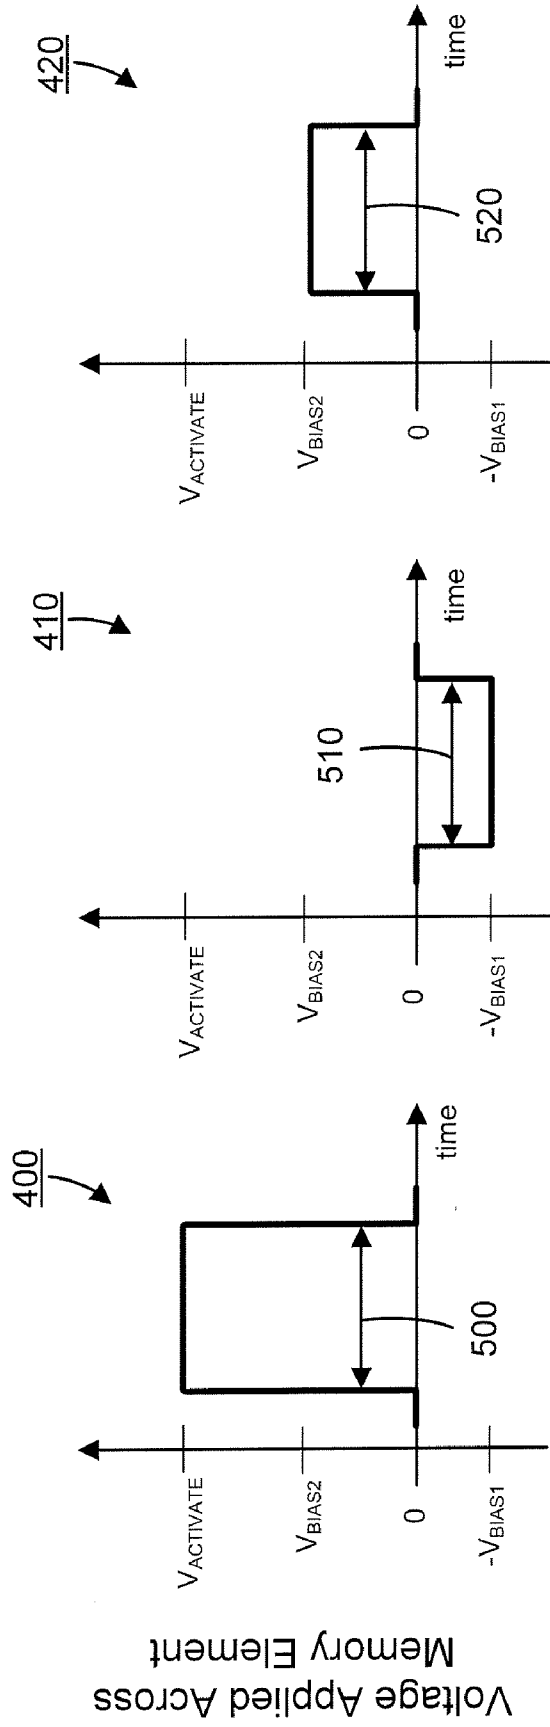 Voltage Applied Across
Memory Element
400
VACTIVATE
VBIAS2
0
-VBIAS1
500
time
410
VACTIVATE
VBIAS2
0
-VBIAS1
510
time
420
VACTIVATE
VBIAS2
0
-VBIAS1
520
time